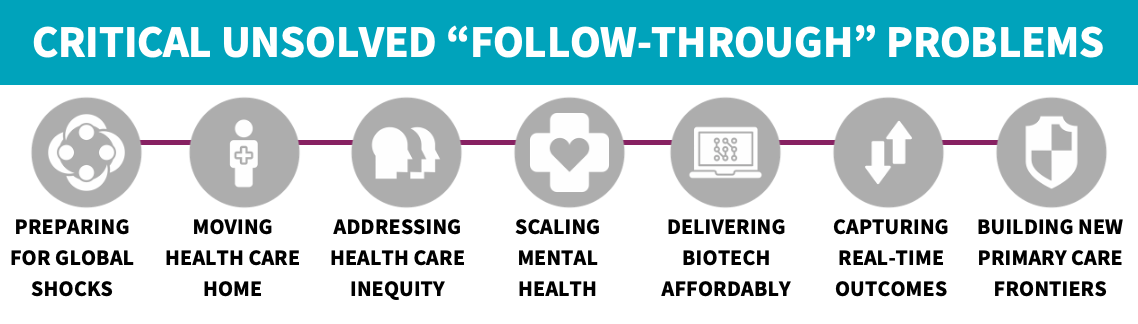 CRITICAL UNSOLVED “FOLLOW-THROUGH” PROBLEMS
PREPARING
FOR GLOBAL
SHOCKS
MOVING
HEALTH CARE
HOME
ADDRESSING
HEALTH CARE
INEQUITY
SCALING
MENTAL
HEALTH
DELIVERING
BIOTECH
AFFORDABLY
CAPTURING
REAL-TIME
OUTCOMES
BUILDING NEW
PRIMARY CARE
FRONTIERS